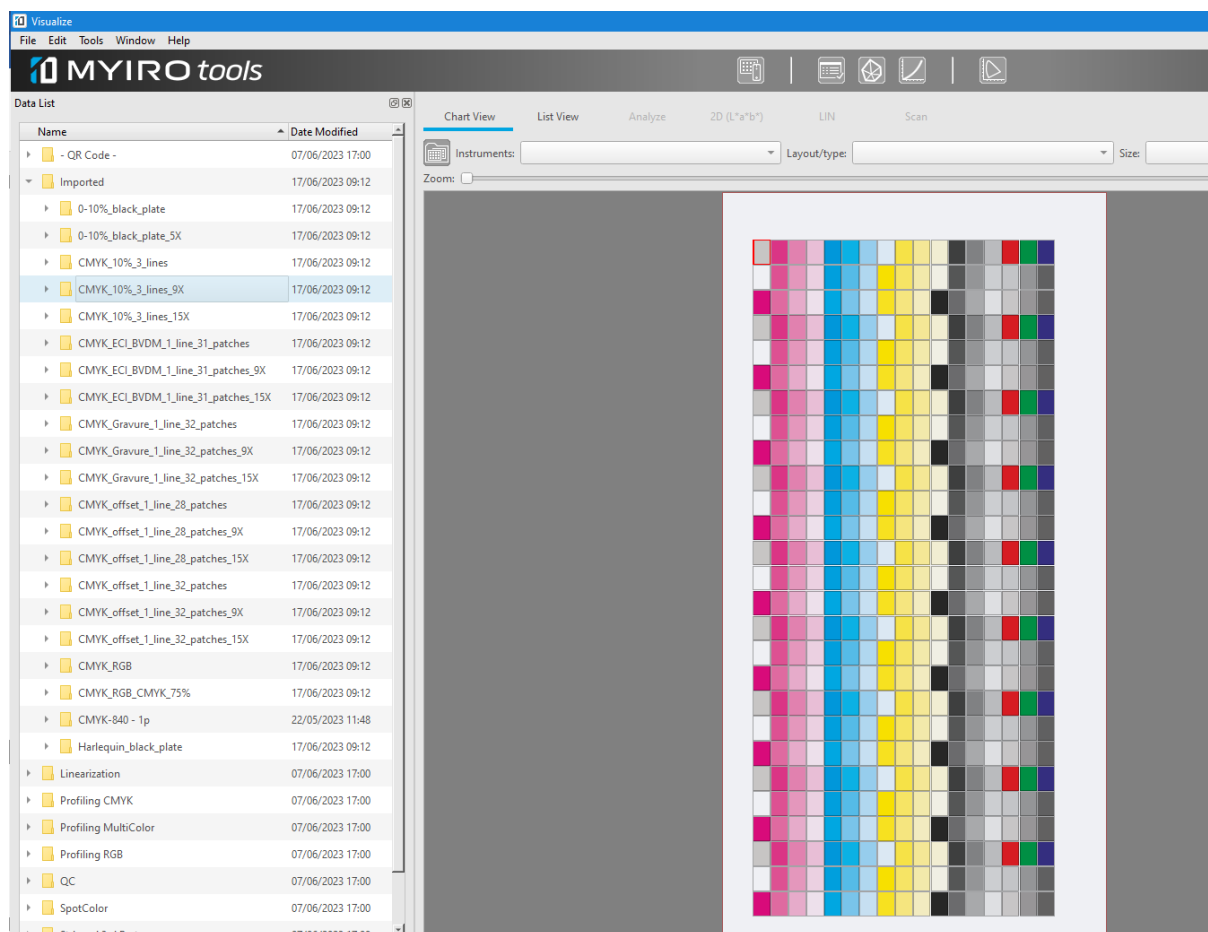 Visualize
File Edit Tools Window Help
MYIRO tools
Data List
Chart View List View Analyze 2D (L*a*b*) LIN Scan
Name Date Modified
Instruments: Layout/type: Size:
- QR Code - 07/06/2023 17:00
Zoom:
Imported 17/06/2023 09:12
0-10%_black_plate 17/06/2023 09:12
0-10%_black_plate_5X 17/06/2023 09:12
CMYK_10%_3_lines 17/06/2023 09:12
CMYK_10%_3_lines_9X 17/06/2023 09:12
CMYK_10%_3_lines_15X 17/06/2023 09:12
CMYK_ECI_BVDM_1_line_31_patches 17/06/2023 09:12
CMYK_ECI_BVDM_1_line_31_patches_9X 17/06/2023 09:12
CMYK_ECI_BVDM_1_line_31_patches_15X 17/06/2023 09:12
CMYK_Gravure_1_line_32_patches 17/06/2023 09:12
CMYK_Gravure_1_line_32_patches_9X 17/06/2023 09:12
CMYK_Gravure_1_line_32_patches_15X 17/06/2023 09:12
CMYK_offset_1_line_28_patches 17/06/2023 09:12
CMYK_offset_1_line_28_patches_9X 17/06/2023 09:12
CMYK_offset_1_line_28_patches_15X 17/06/2023 09:12
CMYK_offset_1_line_32_patches 17/06/2023 09:12
CMYK_offset_1_line_32_patches_9X 17/06/2023 09:12
CMYK_offset_1_line_32_patches_15X 17/06/2023 09:12
CMYK_RGB 17/06/2023 09:12
CMYK_RGB_CMYK_75% 17/06/2023 09:12
CMYK-840 - 1p 22/05/2023 11:48
Harlequin_black_plate 17/06/2023 09:12
Linearization 07/06/2023 17:00
Profiling CMYK 07/06/2023 17:00
Profiling MultiColor 07/06/2023 17:00
Profiling RGB 07/06/2023 17:00
QC 07/06/2023 17:00
SpotColor 07/06/2023 17:00